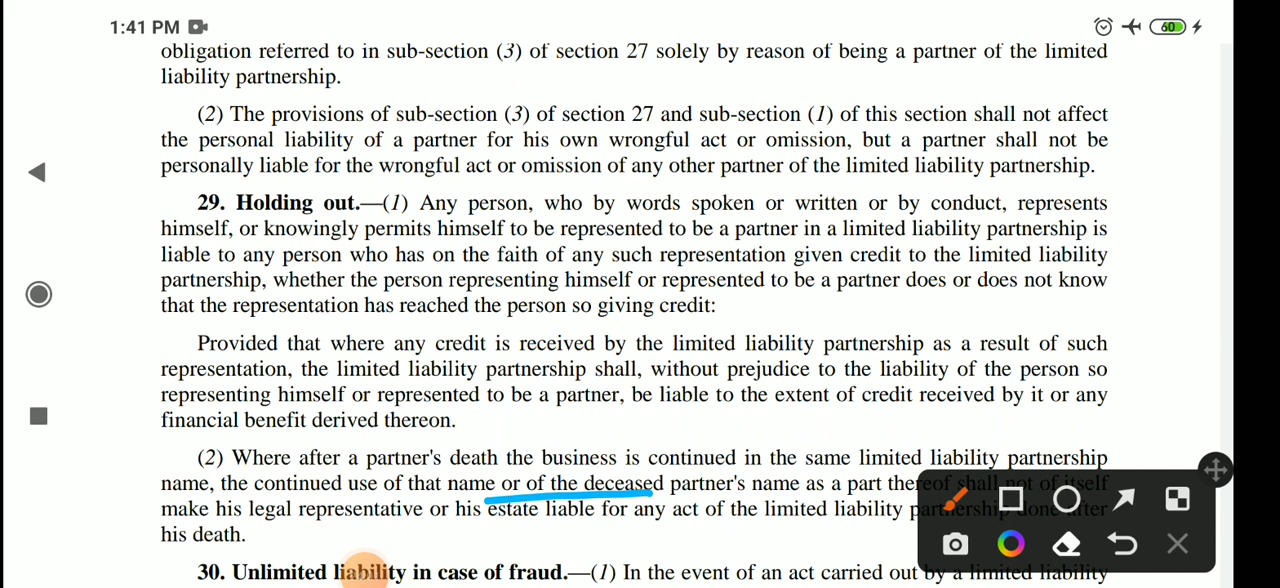 1:41 PM
60
obligation referred to in sub-section (3) of section 27 solely by reason of being a partner of the limited
liability partnership.
(2) The provisions of sub-section (3) of section 27 and sub-section (1) of this section shall not affect
the personal liability of a partner for his own wrongful act or omission, but a partner shall not be
personally liable for the wrongful act or omission of any other partner of the limited liability partnership.
29. Holding out.—(1) Any person, who by words spoken or written or by conduct, represents
himself, or knowingly permits himself to be represented to be a partner in a limited liability partnership is
liable to any person who has on the faith of any such representation given credit to the limited liability
partnership, whether the person representing himself or represented to be a partner does or does not know
that the representation has reached the person so giving credit:
Provided that where any credit is received by the limited liability partnership as a result of such
representation, the limited liability partnership shall, without prejudice to the liability of the person so
representing himself or represented to be a partner, be liable to the extent of credit received by it or any
financial benefit derived thereon.
(2) Where after a partner's death the business is continued in the same limited liability partnership
name, the continued use of that name or of the deceased partner's name as a part thereof shall not of itself
make his legal representative or his estate liable for any act of the limited liability partnership done after
his death.
30. Unlimited liability in case of fraud.—(1) In the event of an act carried out by a limited liability